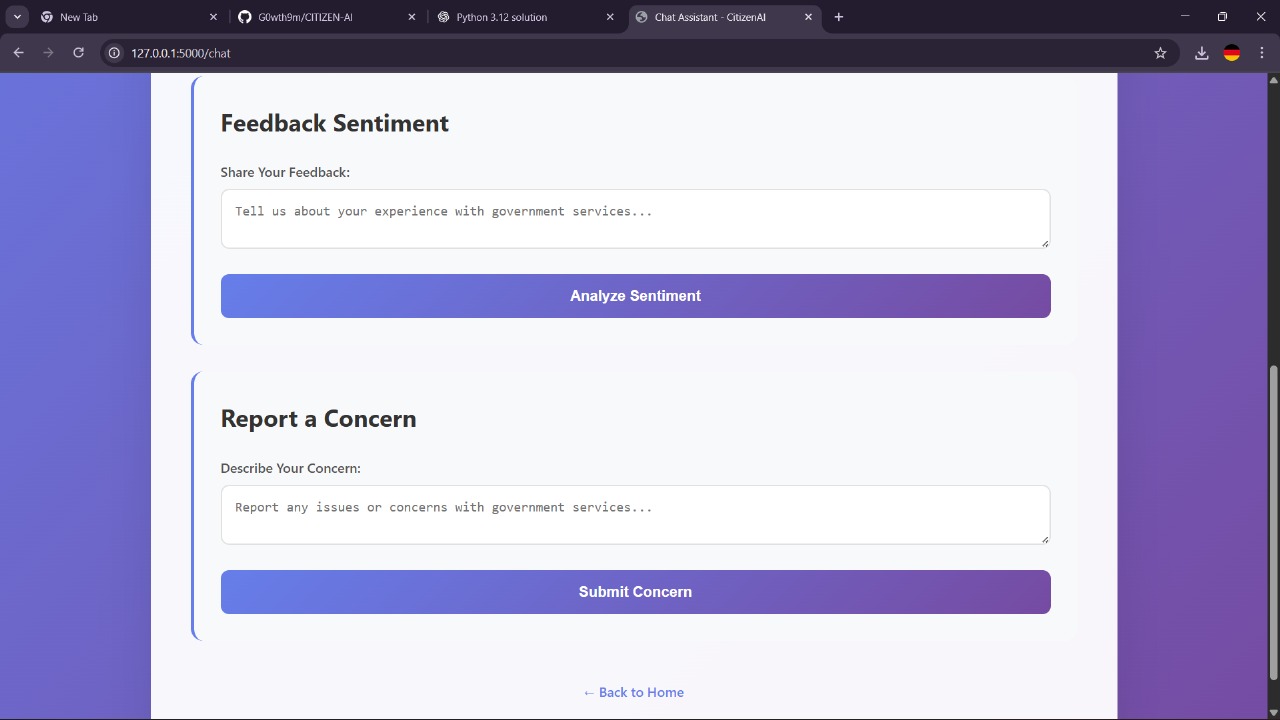 New Tab
G0wth9m/CITIZEN-AI
Python 3.12 solution
Chat Assistant - CitizenAI
127.0.0.1:5000/chat
Feedback Sentiment
Share Your Feedback:
Tell us about your experience with government services...
Analyze Sentiment
Report a Concern
Describe Your Concern:
Report any issues or concerns with government services...
Submit Concern
← Back to Home